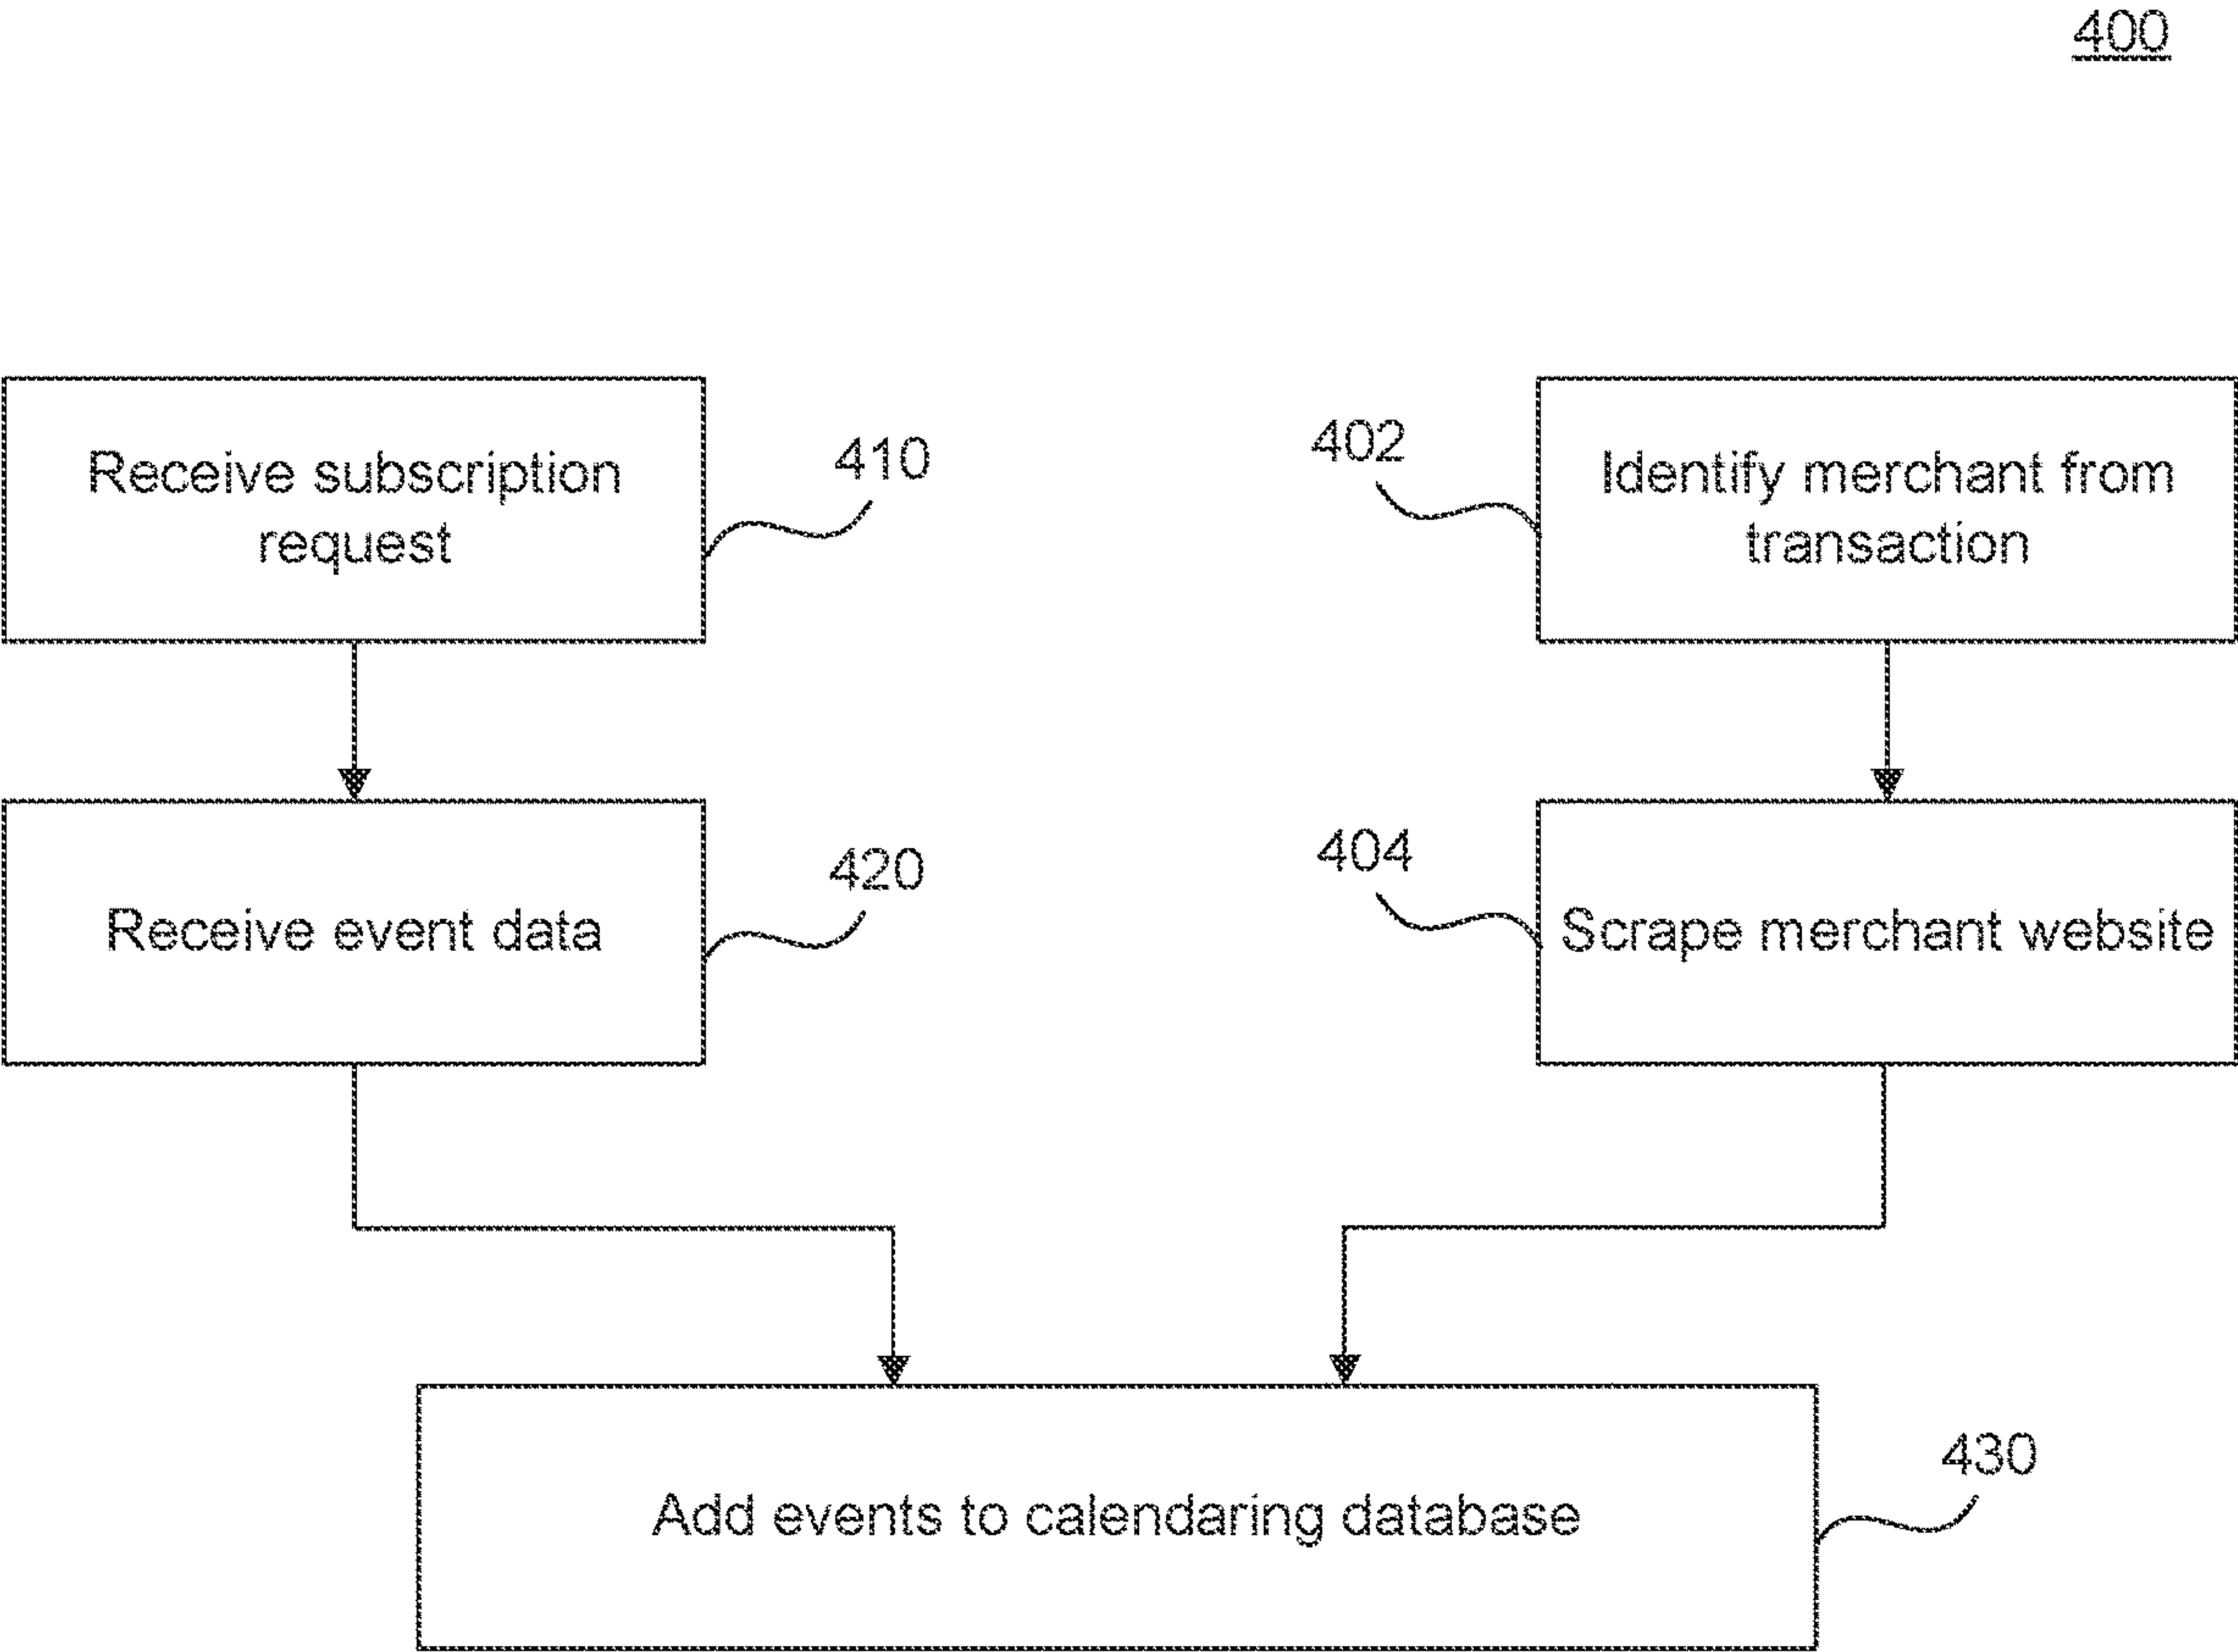 400
Receive subscription
request
410
402
Identify merchant from
transaction
Receive event data
420
404
Scrape merchant website
Add events to calendaring database
430